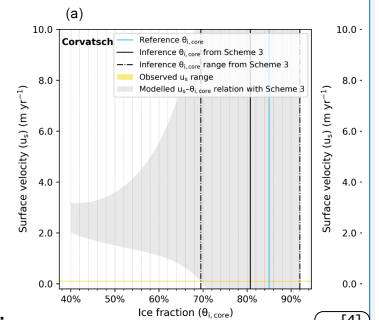 (a)
Corvatsch
Reference θi, core
Inference θi, core from Scheme 3
Inference θi, core range from Scheme 3
Observed us range
Modelled us–θi, core relation with Scheme 3
Surface velocity (us) (m yr−1)
10.0
8.0
6.0
4.0
2.0
0.0
40% 50% 60% 70% 80% 90%
Ice fraction (θi, core)
Surface velocity (us) (m yr−1)
10.0
8.0
6.0
4.0
2.0
0.0